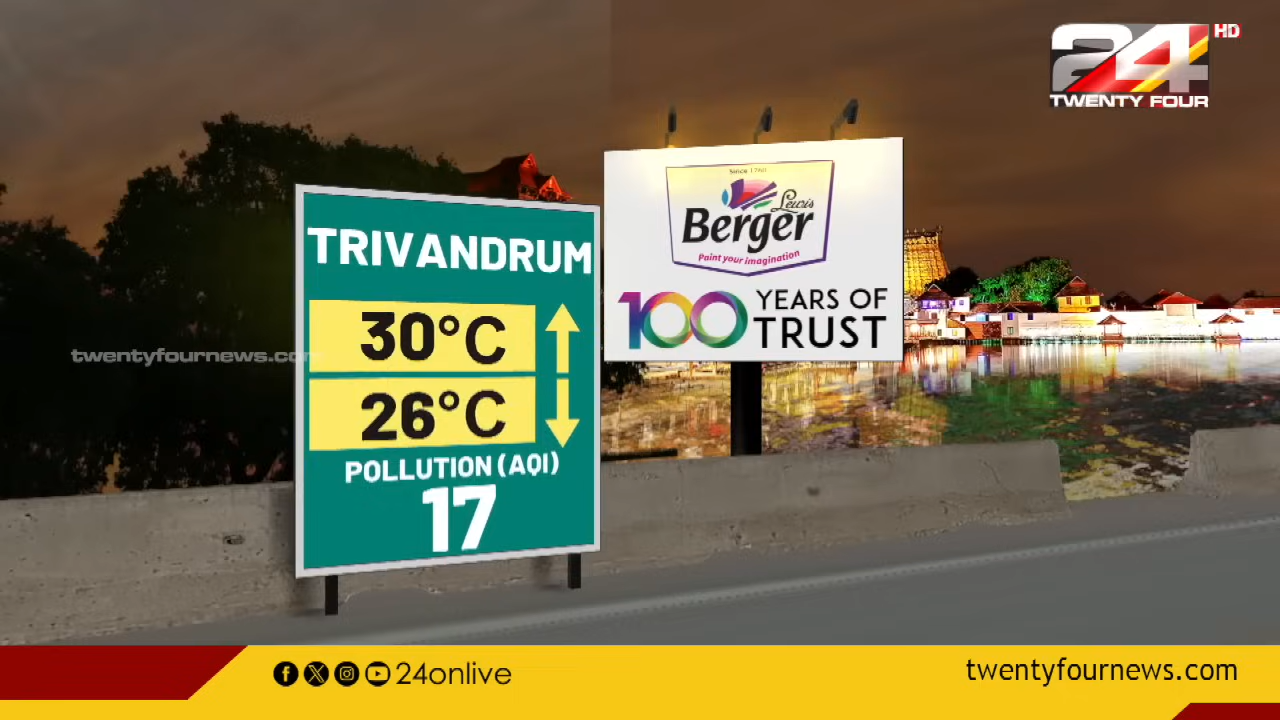 24 HD
TWENTY FOUR
TRIVANDRUM
30°C
26°C
POLLUTION (AQI)
17
Since 1760
Lewis
Berger
Paint your imagination
100 YEARS OF
TRUST
twentyfournews.com
24onlive
twentyfournews.com